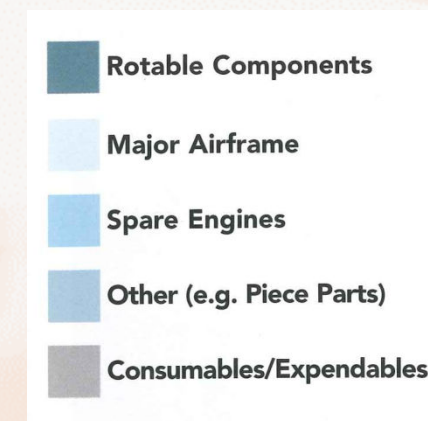 Rotable Components
Major Airframe
Spare Engines
Other (e.g. Piece Parts)
Consumables/Expendables